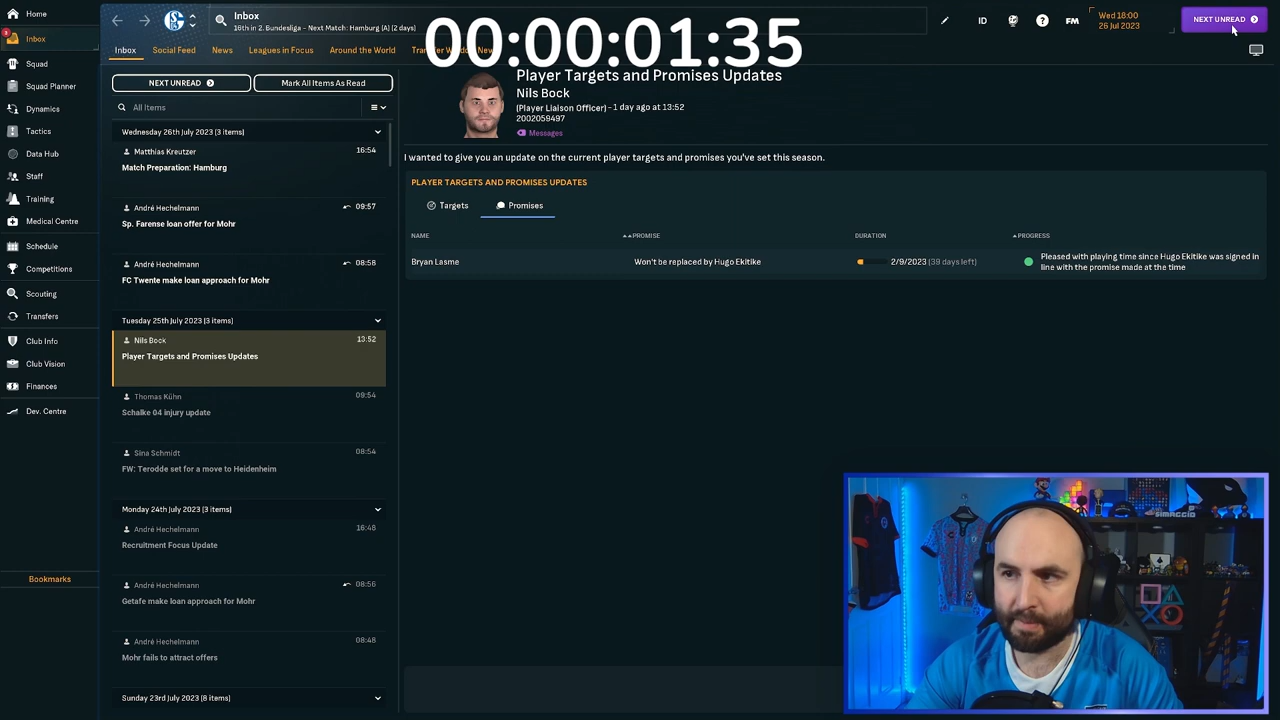 Home
Inbox
3
Squad
Squad Planner
Dynamics
Tactics
Data Hub
Staff
Training
Medical Centre
Schedule
Competitions
Scouting
Transfers
Club Info
Club Vision
Finances
Dev. Centre
Bookmarks
Inbox
16th in 2. Bundesliga - Next Match: Hamburg (A) (2 days)
00:00:01:35
ID
FM
Wed 18:00
26 Jul 2023
NEXT UNREAD
Inbox
Social Feed
News
Leagues in Focus
Around the World
NEXT UNREAD
Mark All Items As Read
All Items
Wednesday 26th July 2023 (3 items)
Matthias Kreutzer 16:54
Match Preparation: Hamburg
André Hechelmann 09:57
Sp. Farense loan offer for Mohr
André Hechelmann 08:58
FC Twente make loan approach for Mohr
Tuesday 25th July 2023 (3 items)
Nils Bock 13:52
Player Targets and Promises Updates
Thomas Kühn 09:54
Schalke 04 injury update
Sina Schmidt 08:54
FW: Terodde set for a move to Heidenheim
Monday 24th July 2023 (3 items)
André Hechelmann 16:48
Recruitment Focus Update
André Hechelmann 08:56
Getafe make loan approach for Mohr
André Hechelmann 08:48
Mohr fails to attract offers
Sunday 23rd July 2023 (8 items)
Player Targets and Promises Updates
Nils Bock
(Player Liaison Officer) - 1 day ago at 13:52
2002059497
Messages
I wanted to give you an update on the current player targets and promises you've set this season.
PLAYER TARGETS AND PROMISES UPDATES
Targets
Promises
NAME PROMISE DURATION PROGRESS
Bryan Lasme Won't be replaced by Hugo Ekitike 2/9/2023 (38 days left) Pleased with playing time since Hugo Ekitike was signed in
line with the promise made at the time
SIMACCIO